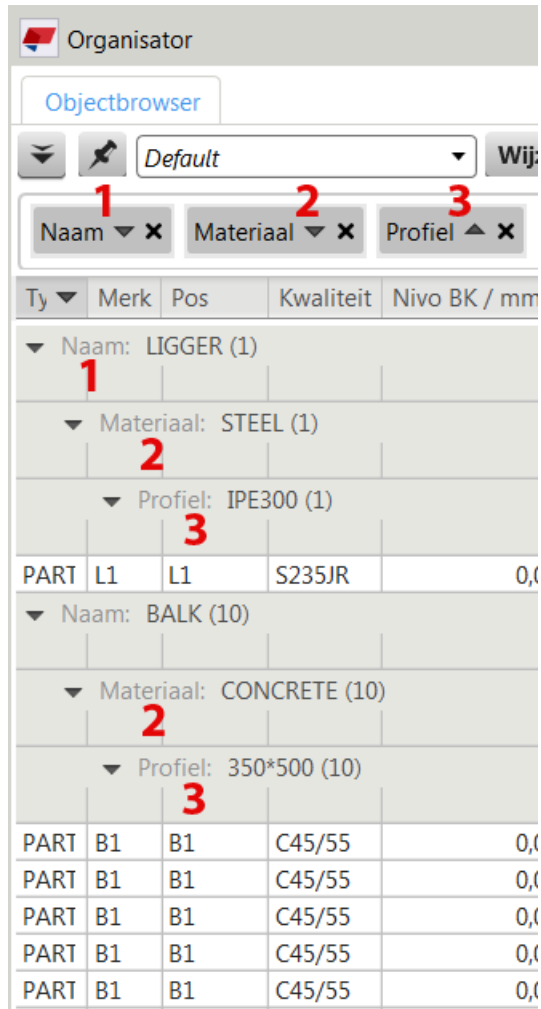 Organisator
Objectbrowser
Default Wij
1 2 3
Naam Materiaal Profiel
Ty Merk Pos Kwaliteit Nivo BK / mm
Naam: LIGGER (1)
1
Materiaal: STEEL (1)
2
Profiel: IPE300 (1)
3
PART L1 L1 S235JR 0,0
Naam: BALK (10)
Materiaal: CONCRETE (10)
2
Profiel: 350*500 (10)
3
PART B1 B1 C45/55 0,0
PART B1 B1 C45/55 0,0
PART B1 B1 C45/55 0,0
PART B1 B1 C45/55 0,0
PART B1 B1 C45/55 0,0